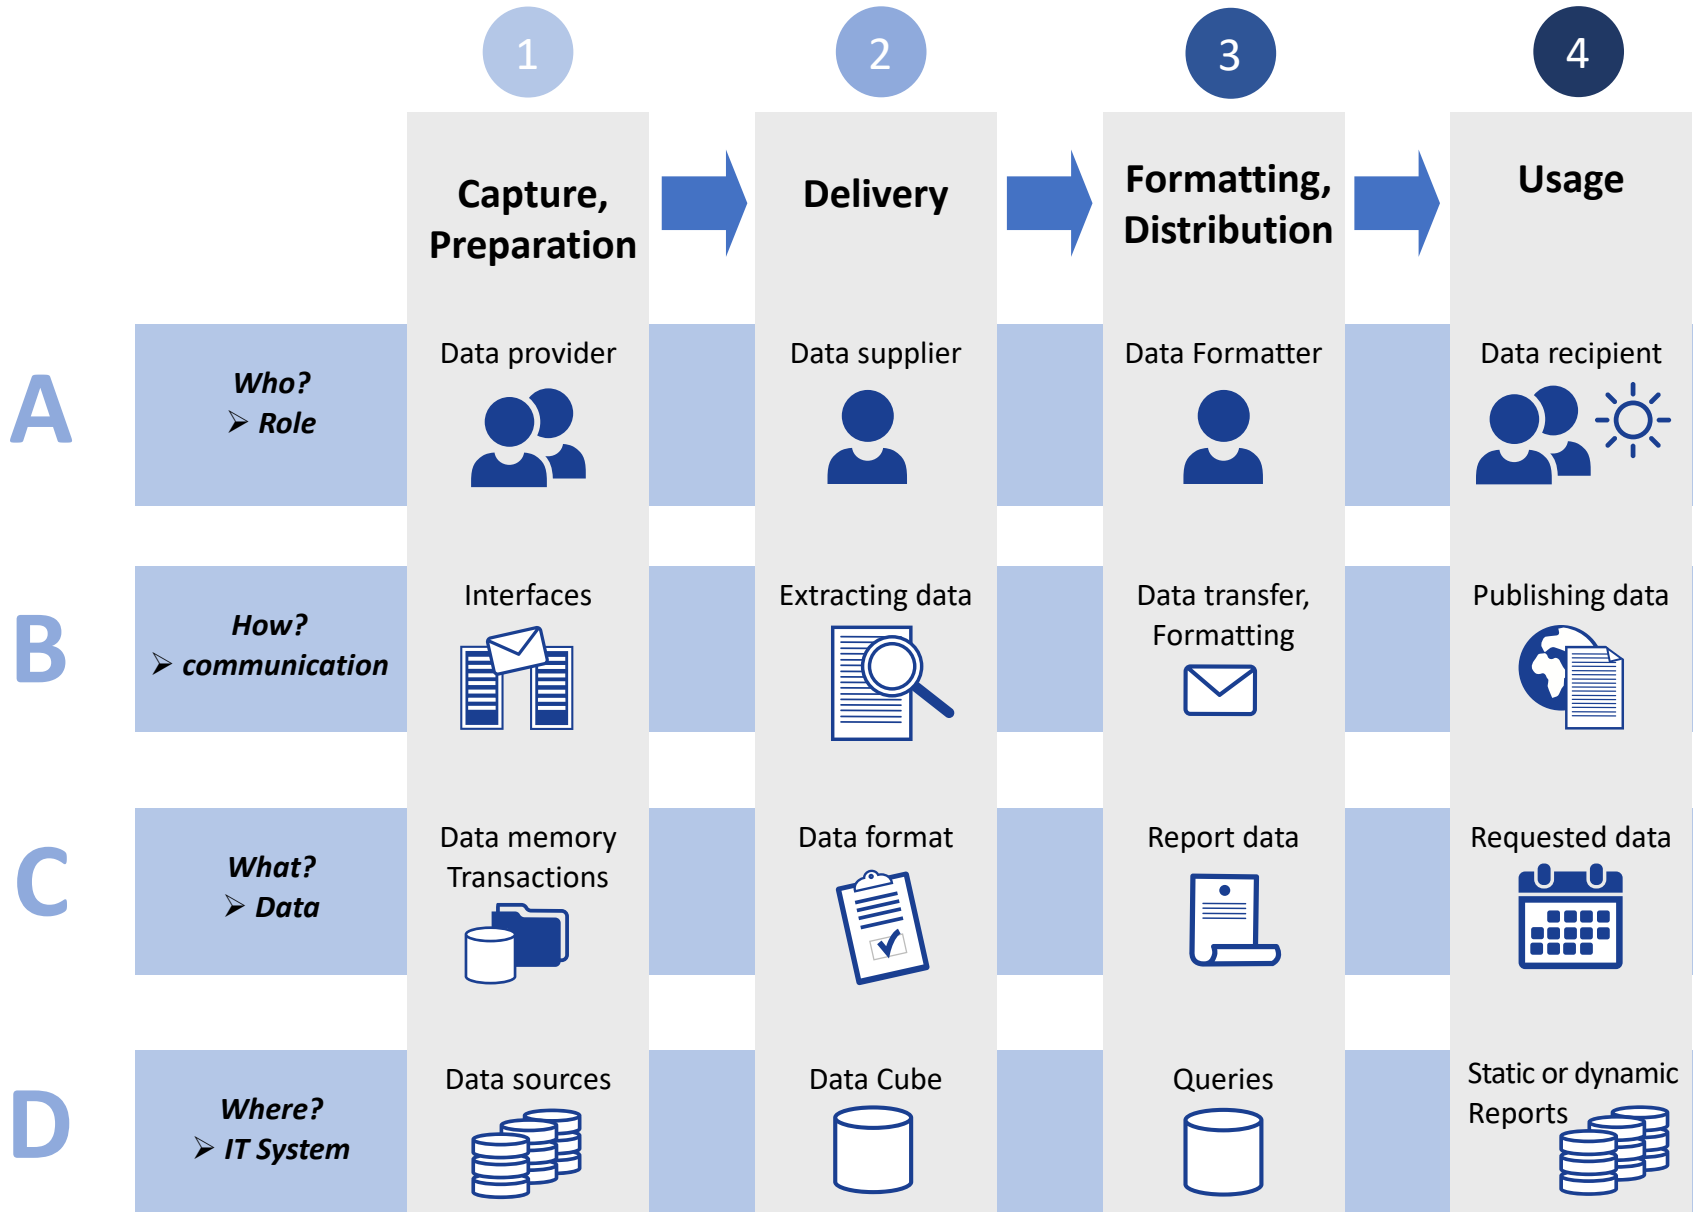 1
2
3
4
Capture,
Preparation
Delivery
Formatting,
Distribution
Usage
A
Who?
➢ Role
Data provider
Data supplier
Data Formatter
Data recipient
B
How?
➢ communication
Interfaces
Extracting data
Data transfer,
Formatting
Publishing data
C
What?
➢ Data
Data memory
Transactions
Data format
Report data
Requested data
D
Where?
➢ IT System
Data sources
Data Cube
Queries
Static or dynamic
Reports